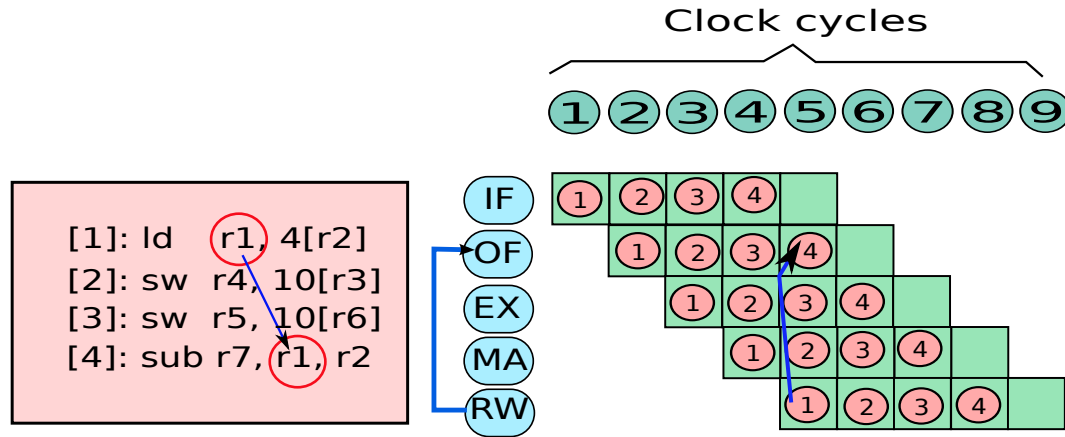 Clock cycles
1 2 3 4 5 6 7 8 9
[1]: ld r1, 4[r2]
[2]: sw r4, 10[r3]
[3]: sw r5, 10[r6]
[4]: sub r7, r1, r2
IF 1 2 3 4
OF 1 2 3 4
EX 1 2 3 4
MA 1 2 3 4
RW 1 2 3 4